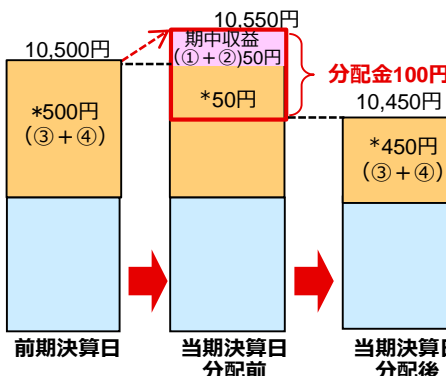 10,550円
10,500円
期中収益
(①+②)50円
分配金100円
*500円
(③+④)
*50円
10,450円
*450円
(③+④)
前期決算日
当期決算日
分配前
当期決算日
分配後